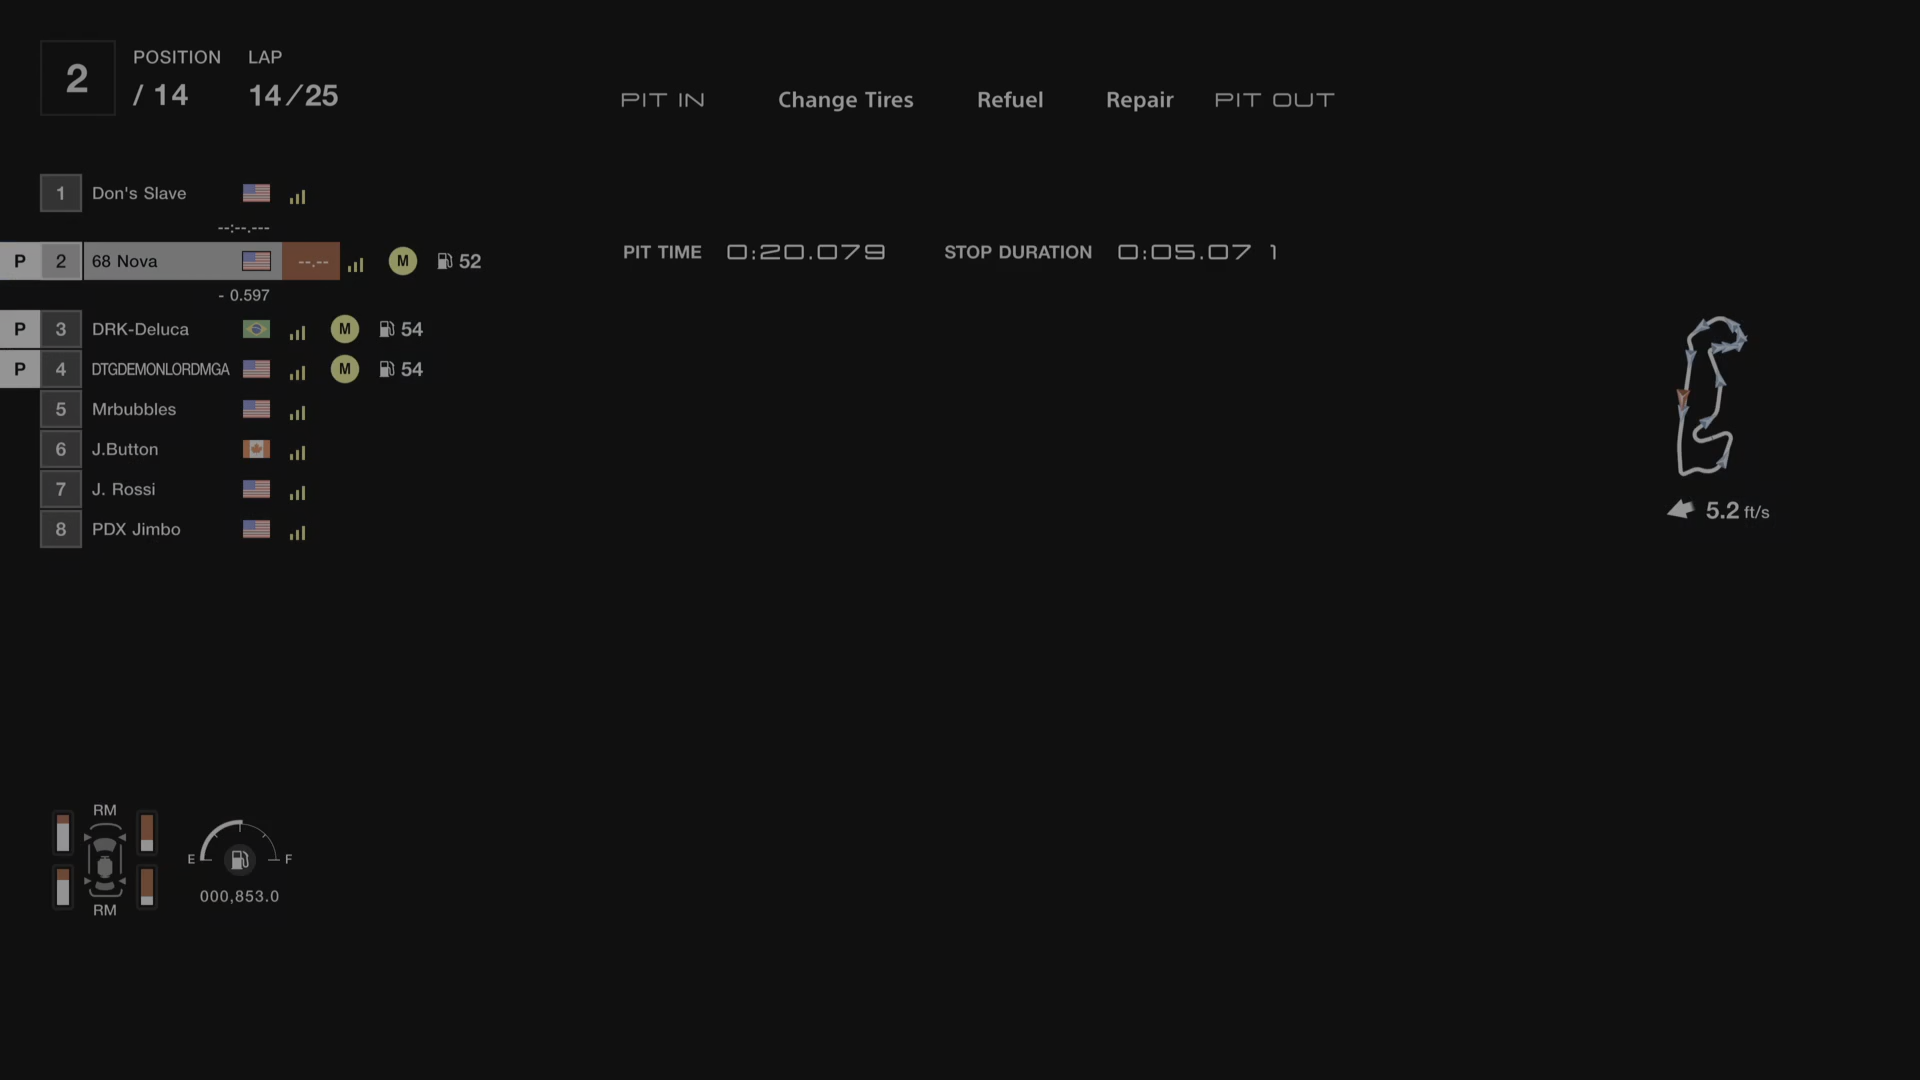 2 POSITION LAP
/ 14 14/25
PIT IN Change Tires Refuel Repair PIT OUT
1 Don's Slave
--:--.---
P 2 68 Nova --.-- M 52
- 0.597
PIT TIME 0:20.079 STOP DURATION 0:05.07 1
P 3 DRK-Deluca M 54
P 4 DTGDEMONLORDMGA M 54
5 Mrbubbles
6 J.Button
7 J. Rossi
8 PDX Jimbo
5.2 ft/s
RM
E F
000,853.0
RM